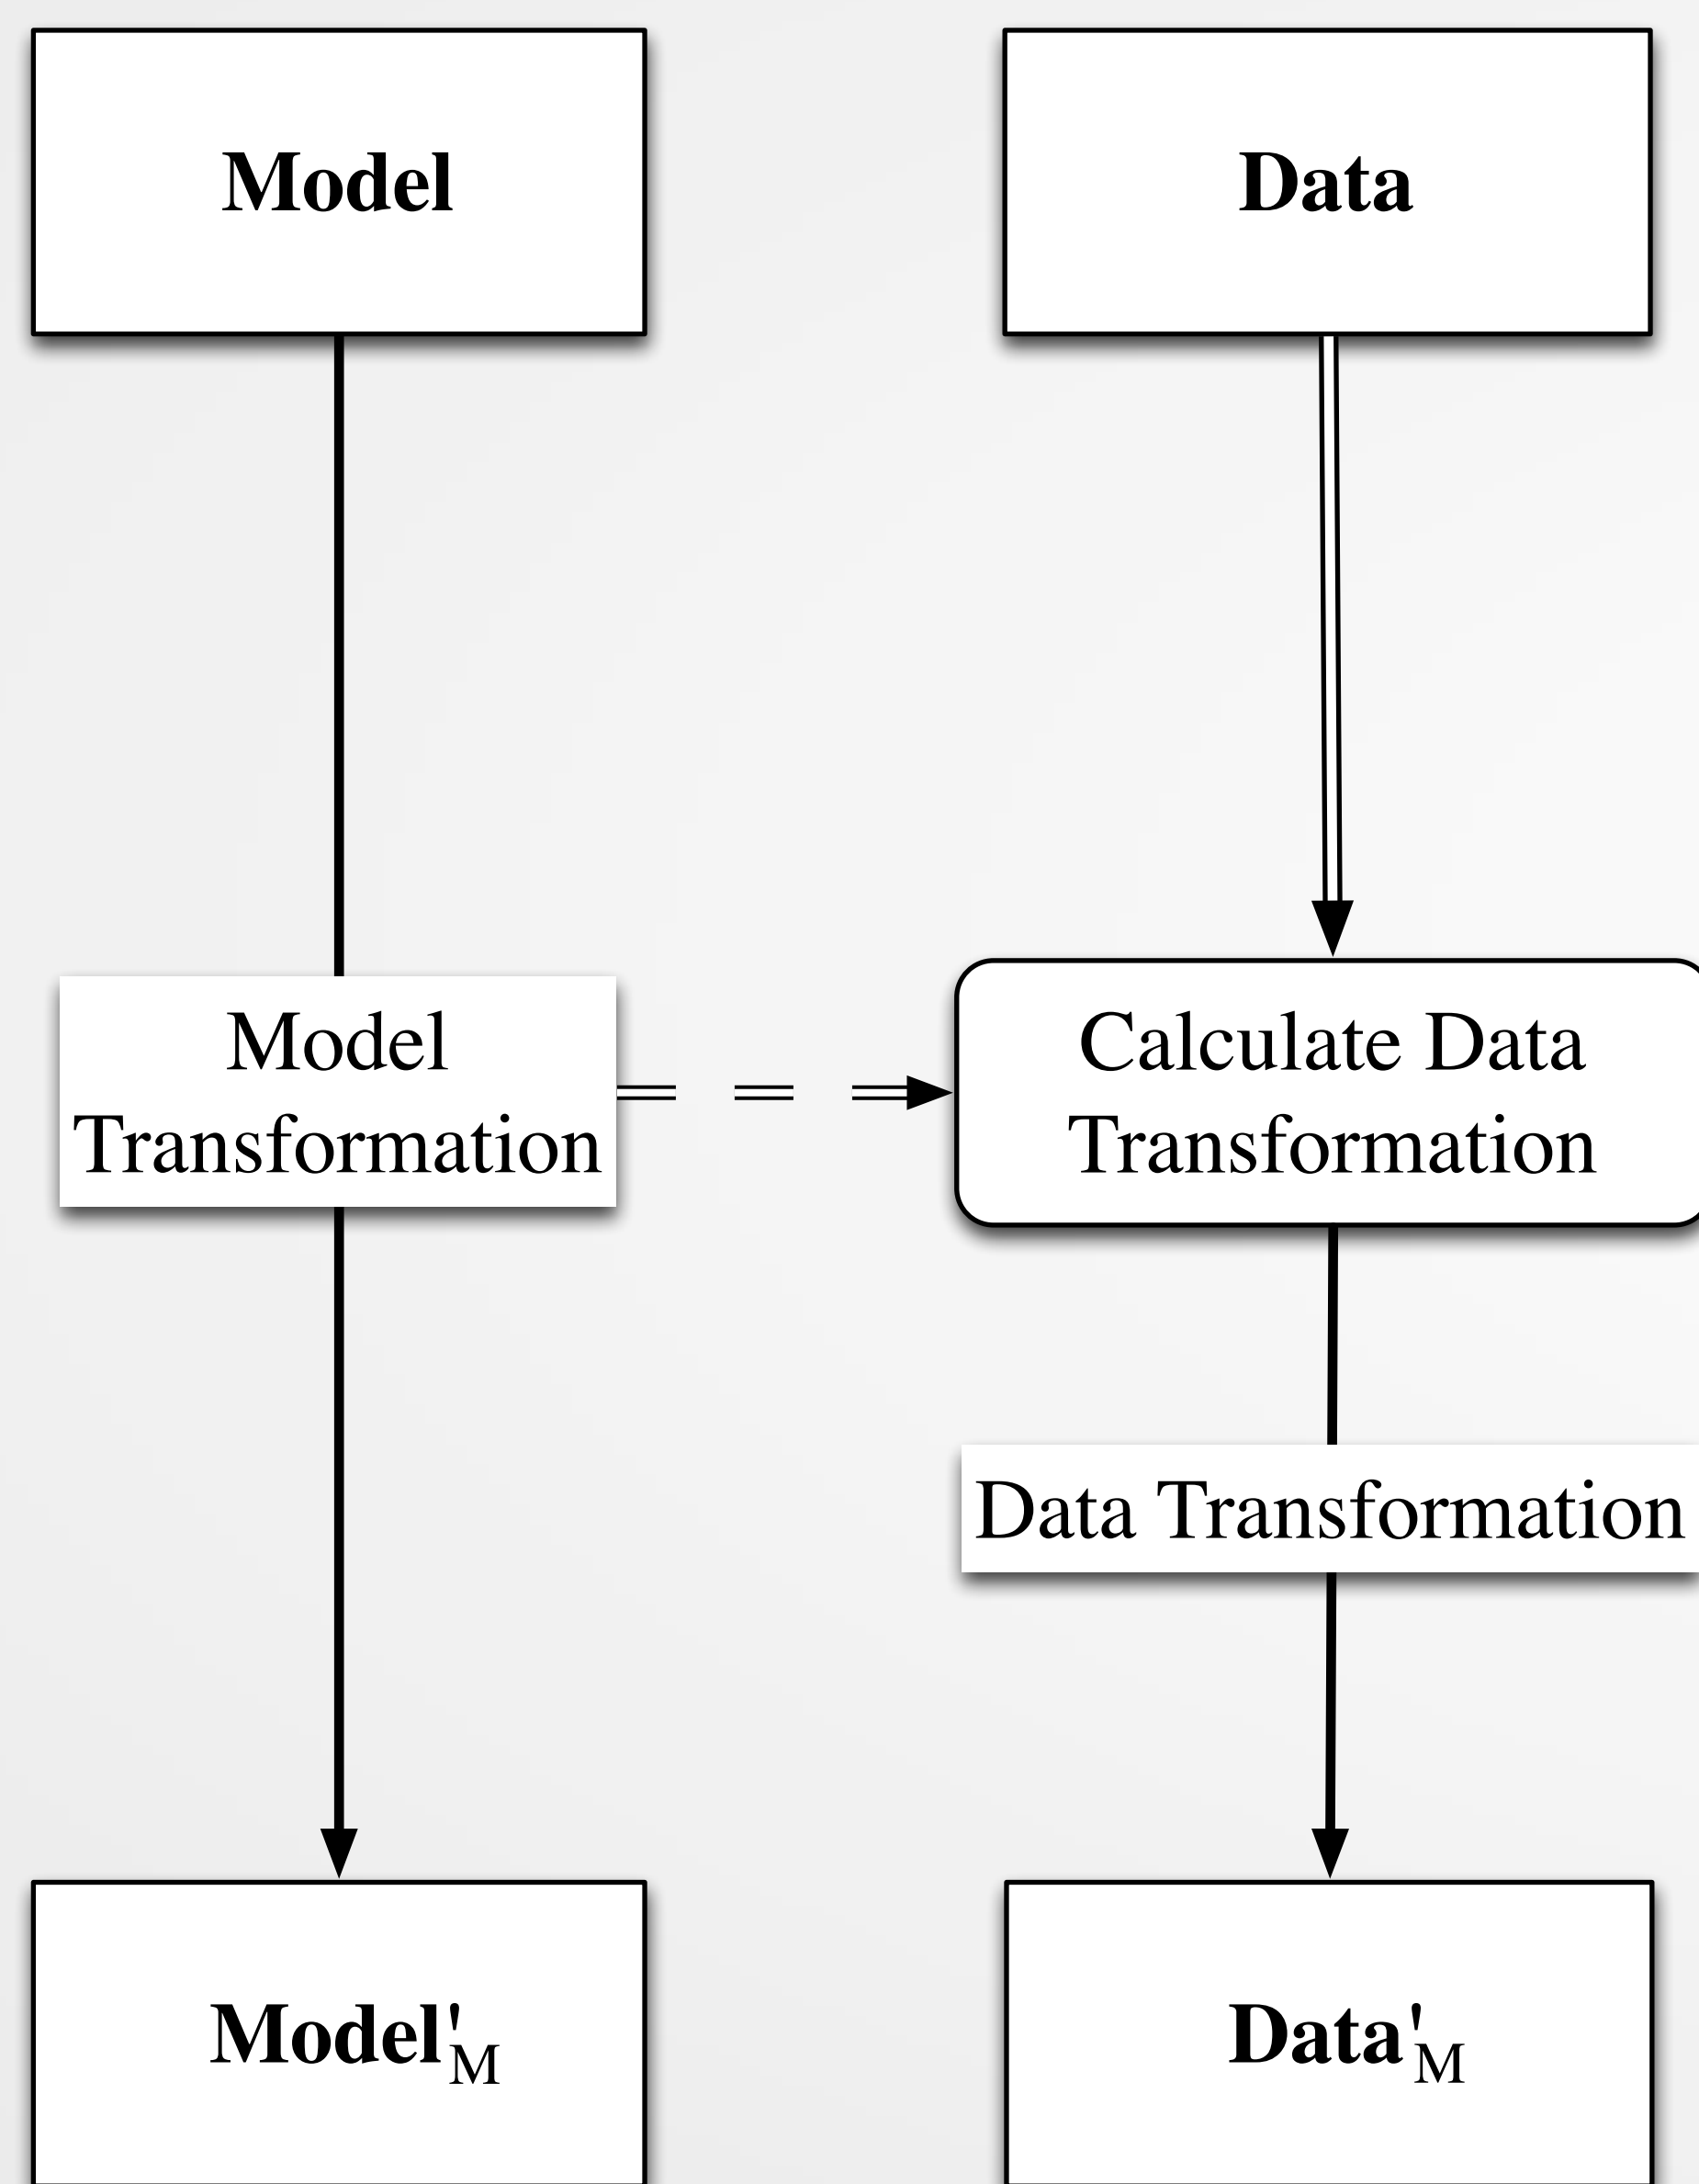 Model
Data
Model
Transformation
Calculate Data
Transformation
Data Transformation
Model'M
Data'M